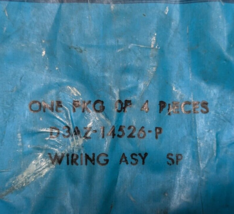 ONE PKG OF 4 PIECES
D3AZ-14526-P
WIRING ASY SP